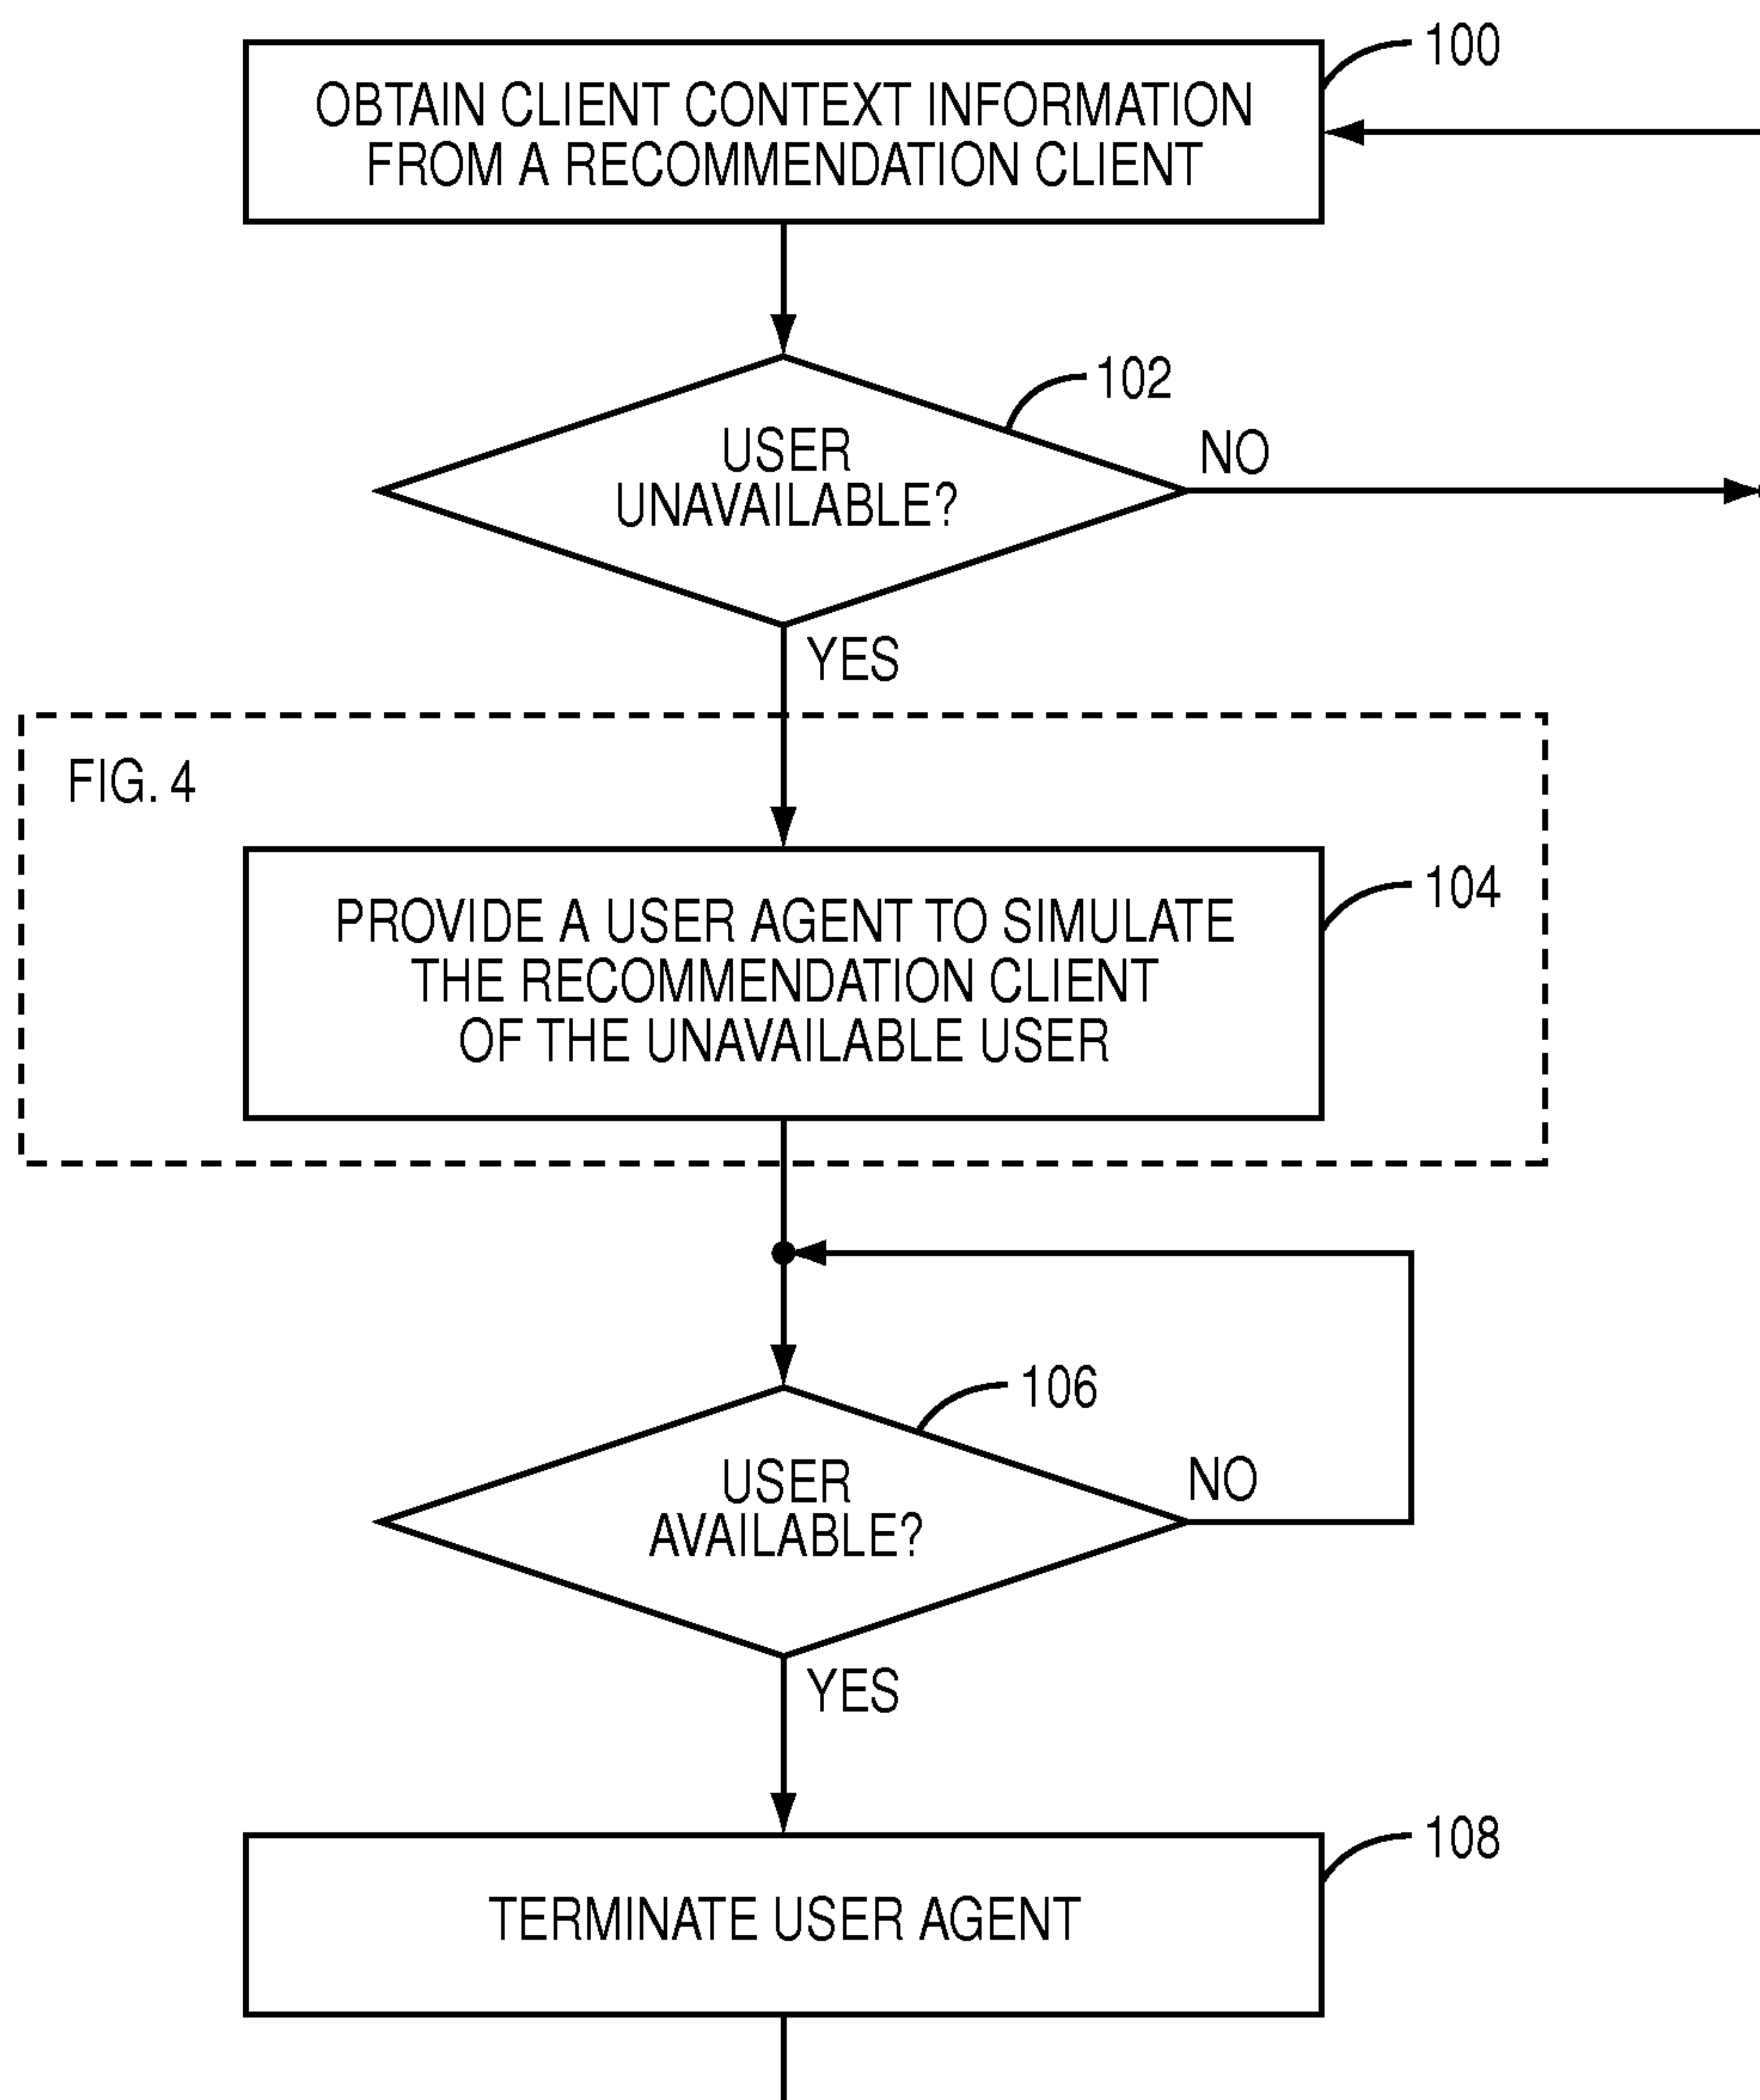 100
OBTAIN CLIENT CONTEXT INFORMATION
FROM A RECOMMENDATION CLIENT
102
USER
UNAVAILABLE?
NO
YES
FIG. 4
104
PROVIDE A USER AGENT TO SIMULATE
THE RECOMMENDATION CLIENT
OF THE UNAVAILABLE USER
106
USER
AVAILABLE?
NO
YES
108
TERMINATE USER AGENT